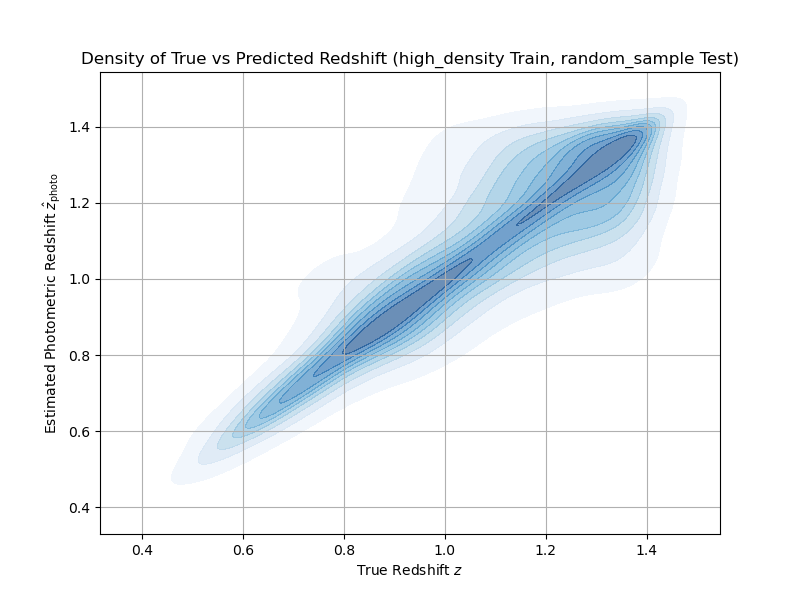 Density of True vs Predicted Redshift (high_density Train, random_sample Test)
1.4
1.2
1.0
0.8
0.6
0.4
Estimated Photometric Redshift ẑ_photo
0.4 0.6 0.8 1.0 1.2 1.4
True Redshift z